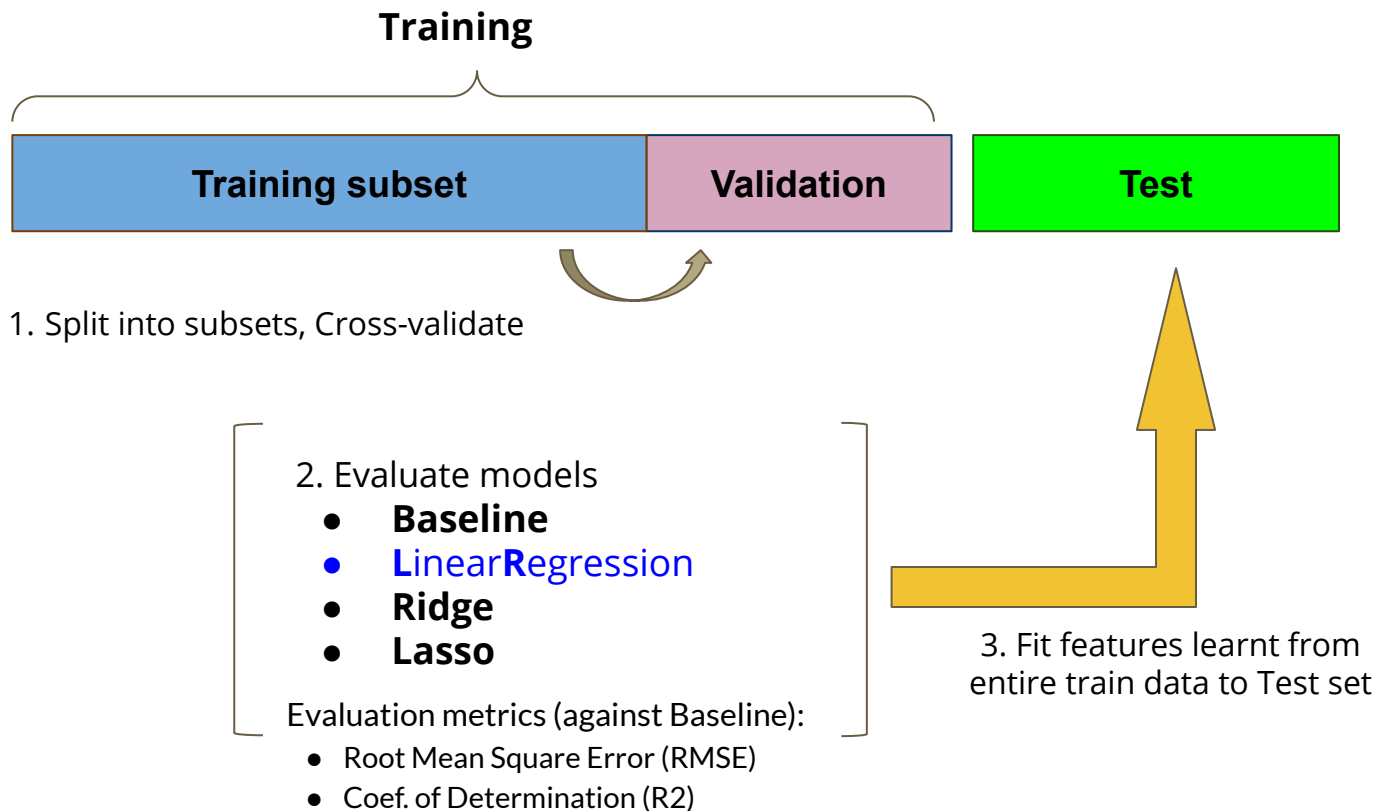 Training
Training subset
Validation
Test
1. Split into subsets, Cross-validate
2. Evaluate models
● Baseline
● LinearRegression
● Ridge
● Lasso
Evaluation metrics (against Baseline):
● Root Mean Square Error (RMSE)
● Coef. of Determination (R2)
3. Fit features learnt from
entire train data to Test set